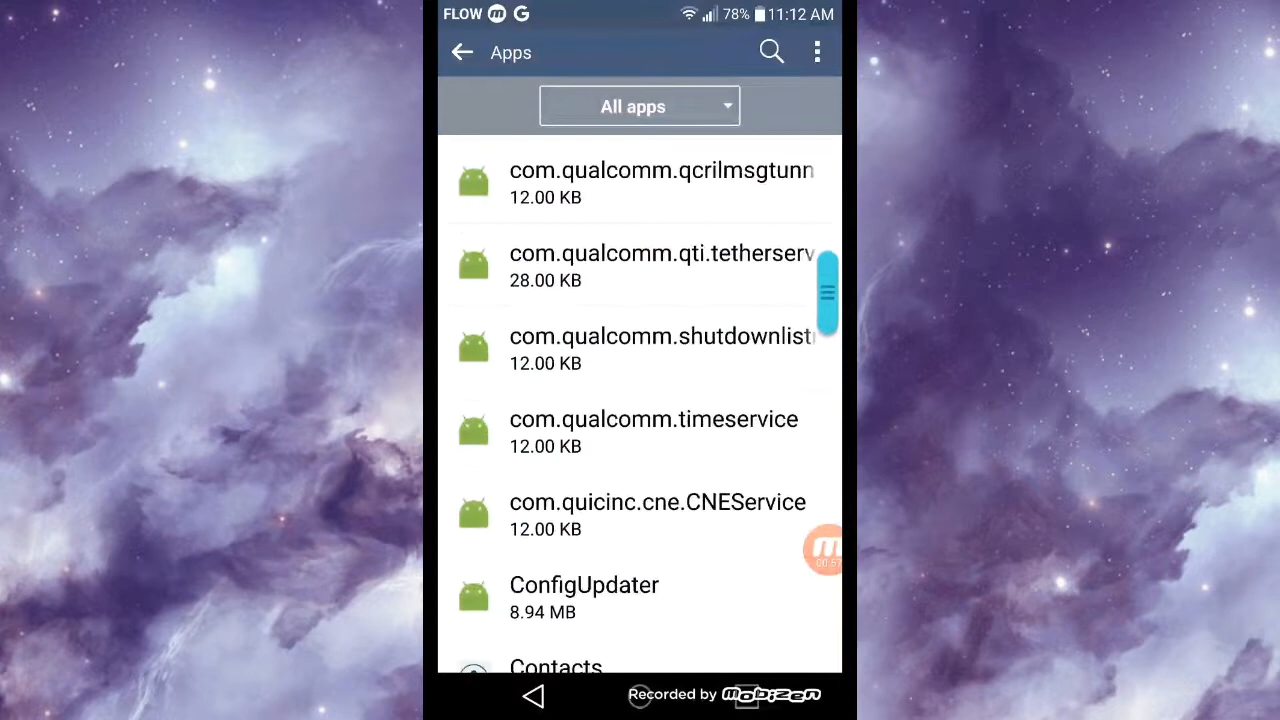 FLOW m G 78% 11:12 AM
Apps
All apps
com.qualcomm.qcrilmsgtunn
12.00 KB
com.qualcomm.qti.tetherserv
28.00 KB
com.qualcomm.shutdownlist
12.00 KB
com.qualcomm.timeservice
12.00 KB
com.quicinc.cne.CNEService
12.00 KB
m
00:57
ConfigUpdater
8.94 MB
Contacts
Recorded by mobizen